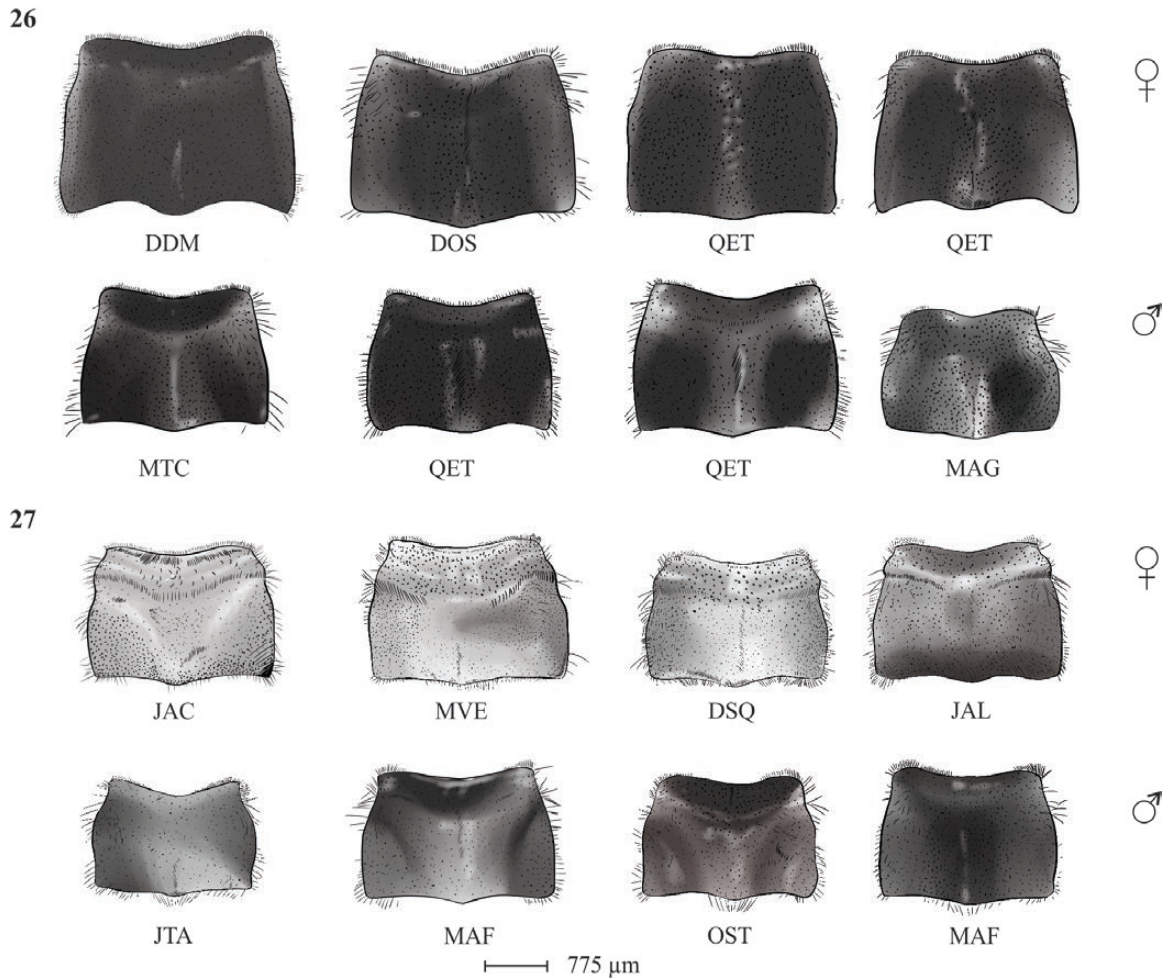 26
♀
DDM DOS QET QET
♂
MTC QET QET MAG
27
♀
JAC MVE DSQ JAL
♂
JTA MAF OST MAF
775 µm